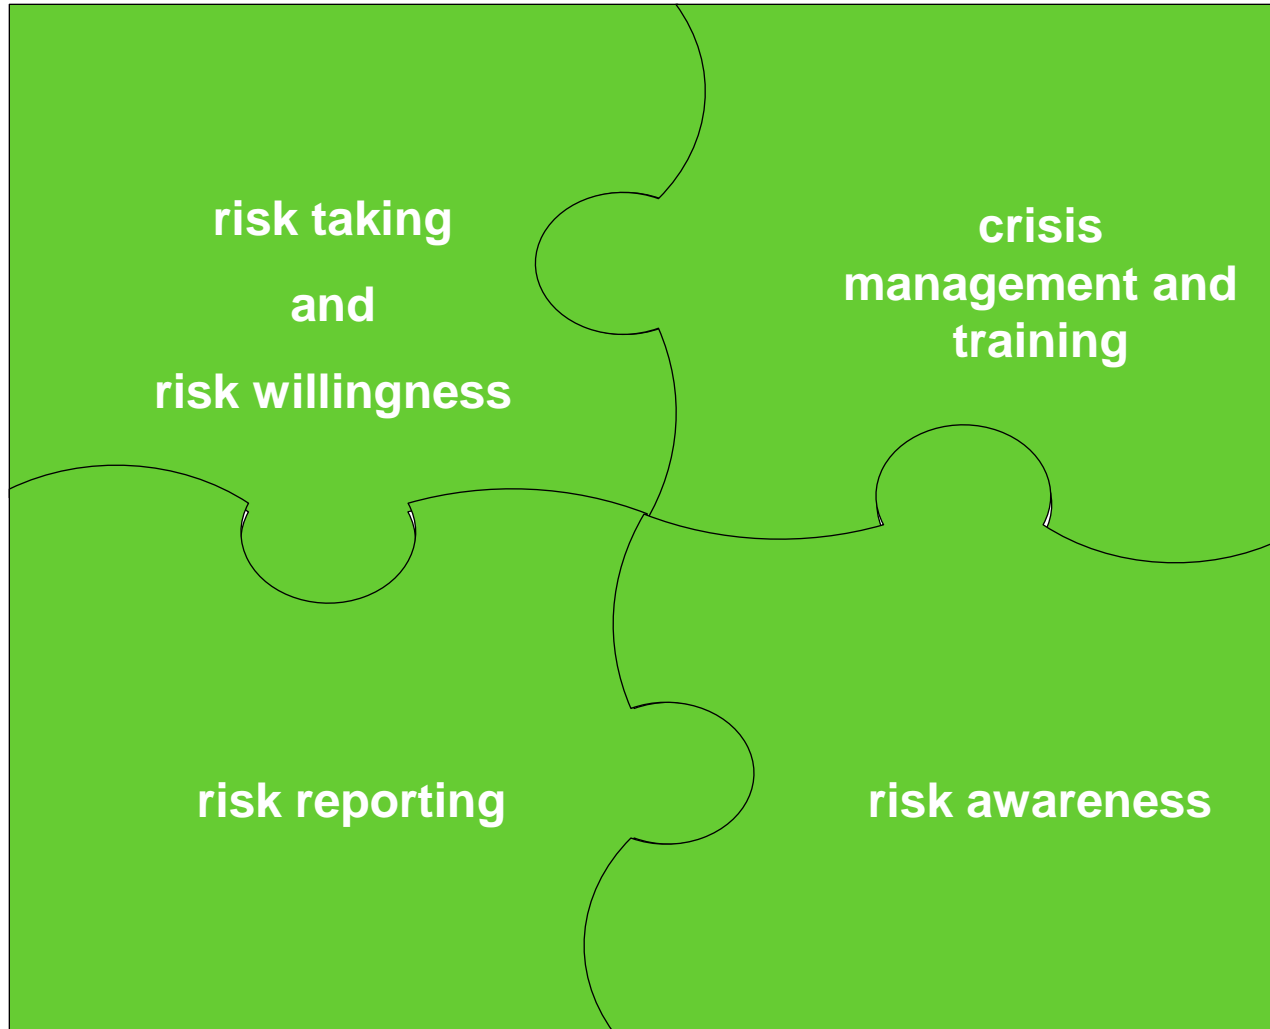 risk taking
and
risk willingness
crisis
management and
training
risk reporting
risk awareness